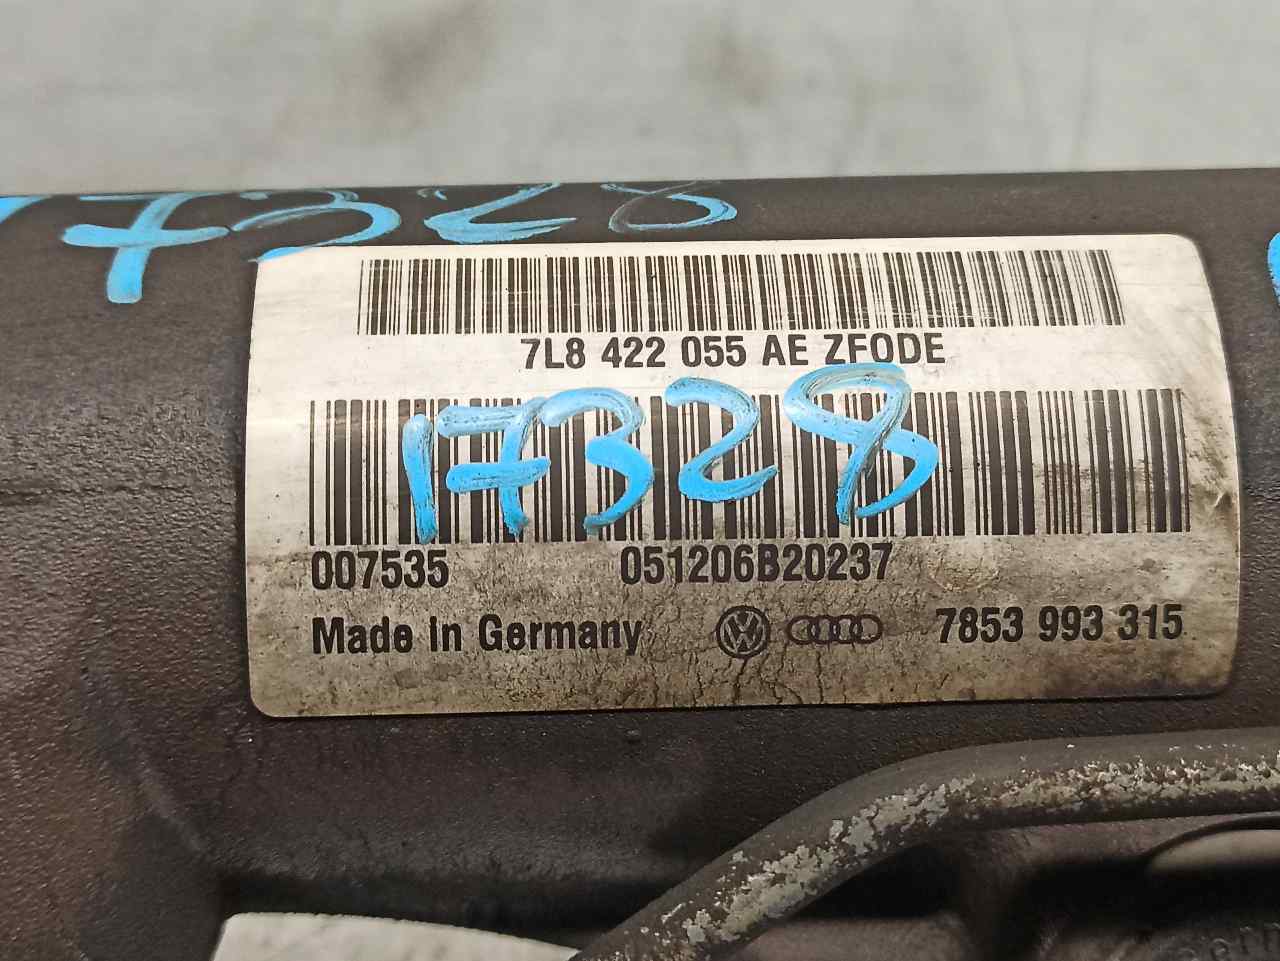 17328
7L8 422 055 AE ZFODE
17328
007535 051206B20237
Made in Germany 7853 993 315